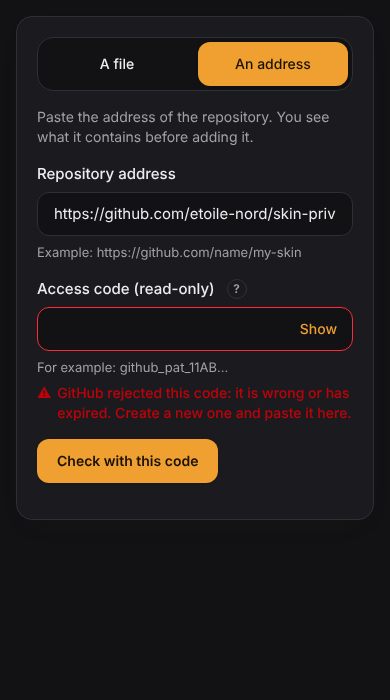 A file
An address
Paste the address of the repository. You see
what it contains before adding it.
Repository address
https://github.com/etoile-nord/skin-priv
Example: https://github.com/name/my-skin
Access code (read-only) ?
Show
For example: github_pat_11AB...
GitHub rejected this code: it is wrong or has
expired. Create a new one and paste it here.
Check with this code